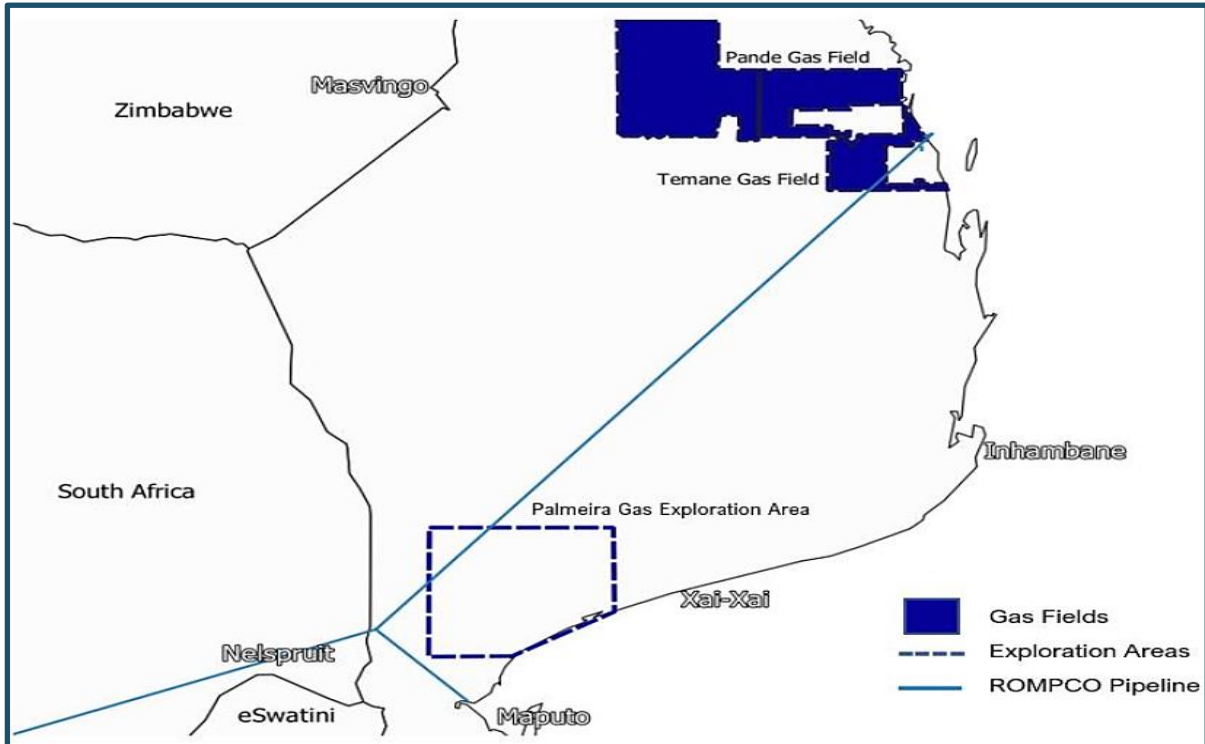 Pande Gas Field
Masvingo
Zimbabwe
Temane Gas Field
Inhambane
South Africa
Palmeira Gas Exploration Area
Xai-Xai
Gas Fields
Nelspruit
Exploration Areas
ROMPCO Pipeline
eSwatini
Maputo